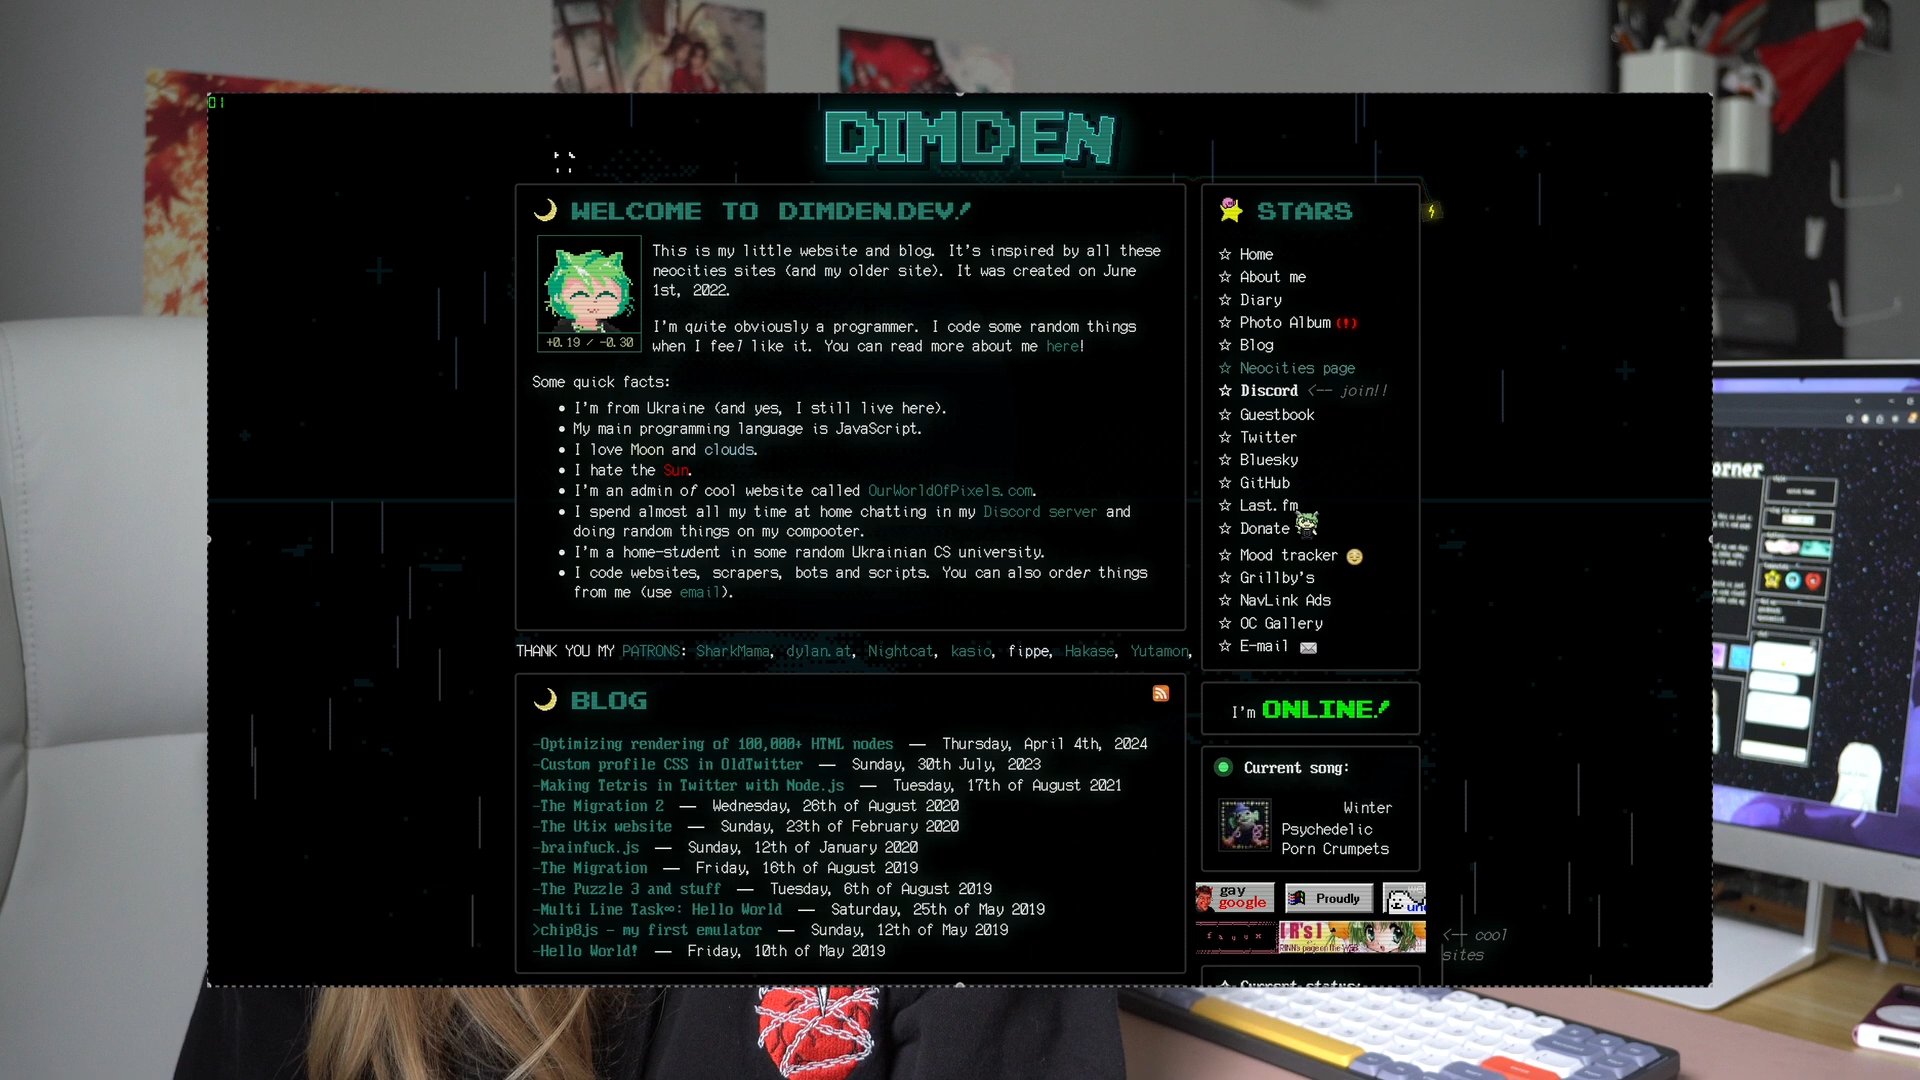 DIMDEN
WELCOME TO DIMDEN.DEV!
This is my little website and blog. It's inspired by all these
neocities sites (and my older site). It was created on June
1st, 2022.
I'm quite obviously a programmer. I code some random things
when I feel like it. You can read more about me here!
+0.19 / -0.30
Some quick facts:
• I'm from Ukraine (and yes, I still live here).
• My main programming language is JavaScript.
• I love Moon and clouds.
• I hate the Sun.
• I'm an admin of cool website called OurWorldOfPixels.com.
• I spend almost all my time at home chatting in my Discord server and
doing random things on my compooter.
• I'm a home-student in some random Ukrainian CS university.
• I code websites, scrapers, bots and scripts. You can also order things
from me (use email).
THANK YOU MY PATRONS: SharkMama, dylan.at, Nightcat, kasio, fippe, Hakase, Yutamon,
BLOG
-Optimizing rendering of 100,000+ HTML nodes — Thursday, April 4th, 2024
-Custom profile CSS in OldTwitter — Sunday, 30th July, 2023
-Making Tetris in Twitter with Node.js — Tuesday, 17th of August 2021
-The Migration 2 — Wednesday, 26th of August 2020
-The Utix website — Sunday, 23th of February 2020
-brainfuck.js — Sunday, 12th of January 2020
-The Migration — Friday, 16th of August 2019
-The Puzzle 3 and stuff — Tuesday, 6th of August 2019
-Multi Line Task∞: Hello World — Saturday, 25th of May 2019
>chip8js - my first emulator — Sunday, 12th of May 2019
-Hello World! — Friday, 10th of May 2019
STARS
☆ Home
☆ About me
☆ Diary
☆ Photo Album (!)
☆ Blog
☆ Neocities page
☆ Discord <-- join!!
☆ Guestbook
☆ Twitter
☆ Bluesky
☆ GitHub
☆ Last.fm
☆ Donate
☆ Mood tracker
☆ Grillby's
☆ NavLink Ads
☆ OC Gallery
☆ E-mail
I'm ONLINE!
Current song:
Winter
Psychedelic
Porn Crumpets
gay
google
Proudly
<-- cool
sites
Current status:
orner